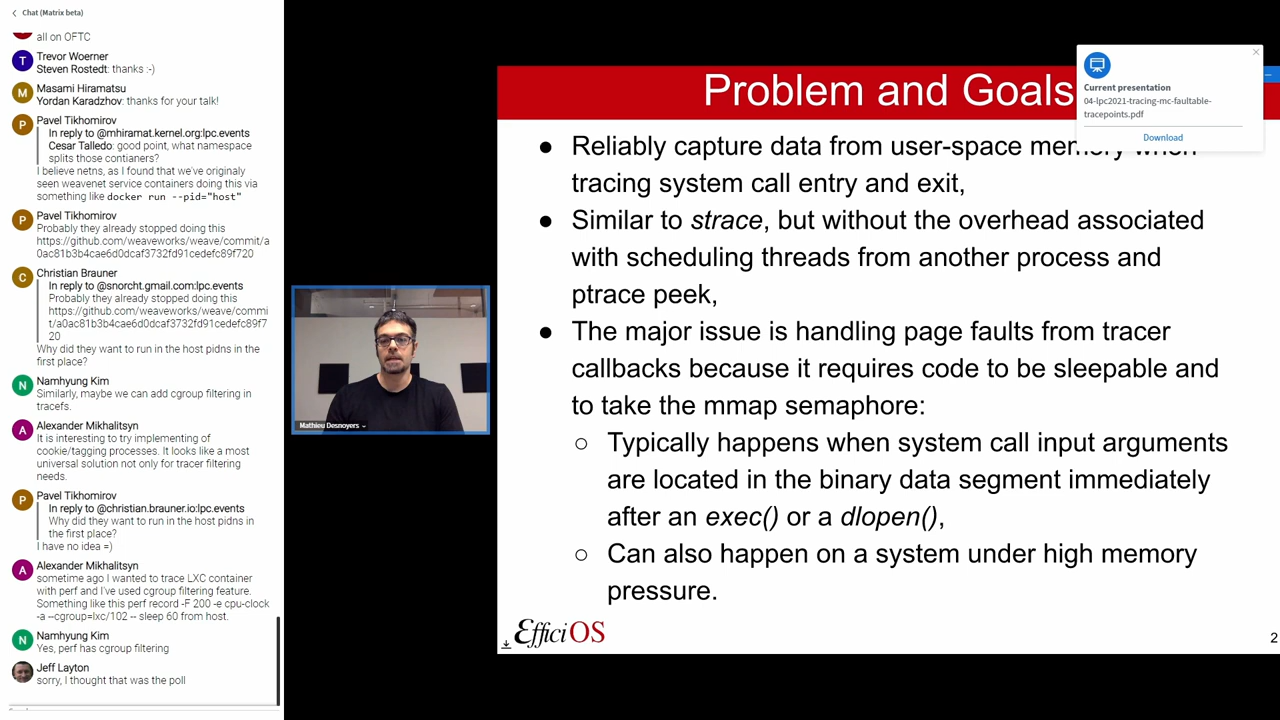 Chat (Matrix beta)
all on OFTC
Trevor Woerner
Steven Rostedt: thanks :-)
Masami Hiramatsu
Yordan Karadzhov: thanks for your talk!
Pavel Tikhomirov
In reply to @mhiramat.kernel.org:lpc.events
Cesar Talledo: good point, what namespace
splits those contianers?
I believe netns, as I found that we've originaly
seen weavenet service containers doing this via
something like docker run --pid="host"
Pavel Tikhomirov
Probably they already stopped doing this
https://github.com/weaveworks/weave/commit/a
0ac81b3b4cae6d0dcaf3732fd91cedefc89f720
Christian Brauner
In reply to @snorcht.gmail.com:lpc.events
Probably they already stopped doing this
https://github.com/weaveworks/weave/commi
t/a0ac81b3b4cae6d0dcaf3732fd91cedefc89f7
20
Why did they want to run in the host pidns in the
first place?
Namhyung Kim
Similarly, maybe we can add cgroup filtering in
tracefs.
Alexander Mikhalitsyn
It is interesting to try implementing of
cookie/tagging processes. It looks like a most
universal solution not only for tracer filtering
needs.
Pavel Tikhomirov
In reply to @christian.brauner.io:lpc.events
Why did they want to run in the host pidns in
the first place?
I have no idea =)
Alexander Mikhalitsyn
sometime ago I wanted to trace LXC container
with perf and I've used cgroup filtering feature.
Something like this perf record -F 200 -e cpu-clock
-a --cgroup=lxc/102 -- sleep 60 from host.
Namhyung Kim
Yes, perf has cgroup filtering
Jeff Layton
sorry, I thought that was the poll
Mathieu Desnoyers
Problem and Goals
● Reliably capture data from user-space memory when
tracing system call entry and exit,
● Similar to strace, but without the overhead associated
with scheduling threads from another process and
ptrace peek,
● The major issue is handling page faults from tracer
callbacks because it requires code to be sleepable and
to take the mmap semaphore:
○ Typically happens when system call input arguments
are located in the binary data segment immediately
after an exec() or a dlopen(),
○ Can also happen on a system under high memory
pressure.
EfficiOS
2
Current presentation
04-lpc2021-tracing-mc-faultable-
tracepoints.pdf
Download